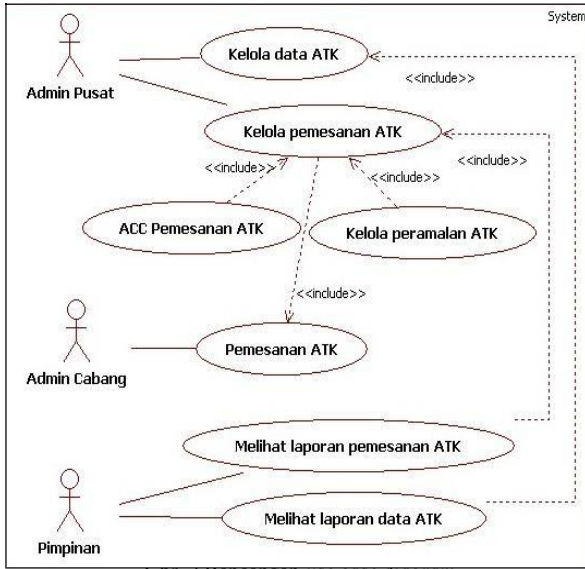 System
Kelola data ATK
<<include>>
Admin Pusat
Kelola pemesanan ATK
<<include>>
<<include>>
<<include>>
ACC Pemesanan ATK
Kelola peramalan ATK
<<include>>
Pemesanan ATK
Admin Cabang
Melihat laporan pemesanan ATK
Melihat laporan data ATK
Pimpinan